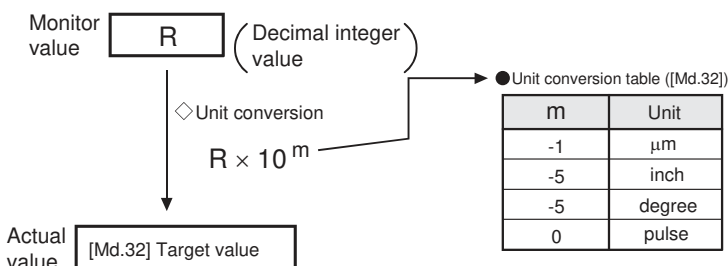 Monitor
value
R
Decimal integer
value
● Unit conversion table ([Md.32])
◇ Unit conversion
R × 10 m
m Unit
-1 μm
-5 inch
-5 degree
0 pulse
Actual
value
[Md.32] Target value